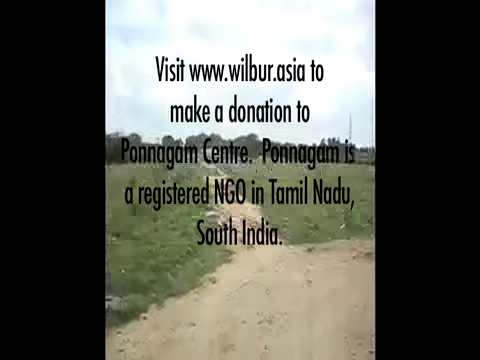 Visit www.wilbur.asia to
make a donation to
Ponnagam Centre. Ponnagam is
a registered NGO in Tamil Nadu,
South India.